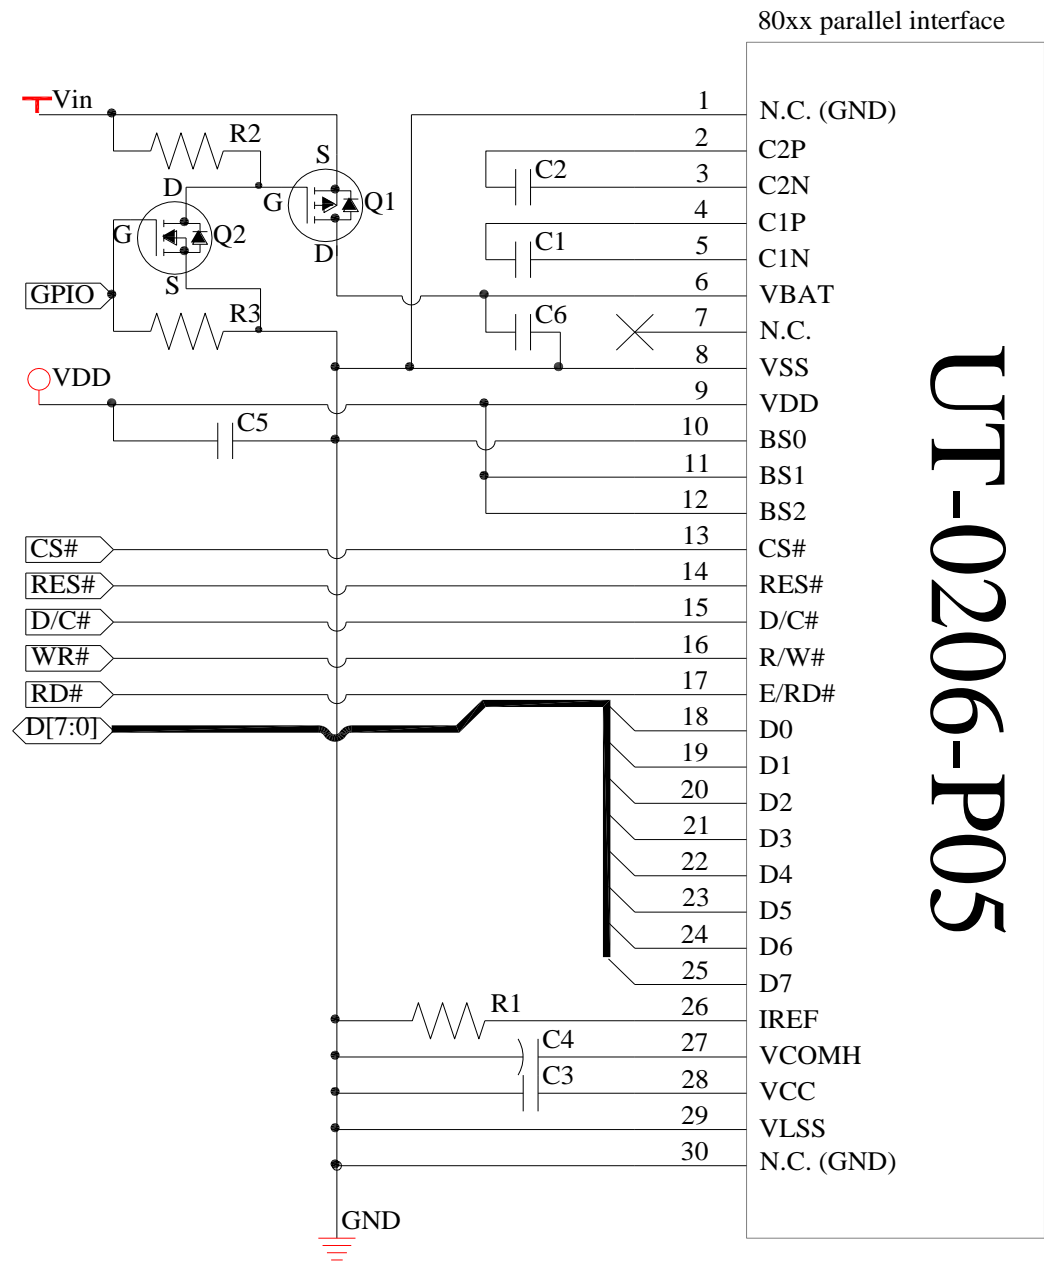 80xx parallel interface
Vin
R2
S
D
G
Q1
G
Q2
D
S
GPIO
R3
VDD
C5
C2
C1
C6
1 N.C. (GND)
2 C2P
3 C2N
4 C1P
5 C1N
6 VBAT
7 N.C.
8 VSS
9 VDD
10 BS0
11 BS1
12 BS2
CS# 13 CS#
RES# 14 RES#
D/C# 15 D/C#
WR# 16 R/W#
RD# 17 E/RD#
D[7:0] 18 D0
19 D1
20 D2
21 D3
22 D4
23 D5
24 D6
25 D7
R1 26 IREF
C4 27 VCOMH
C3 28 VCC
29 VLSS
30 N.C. (GND)
GND
UT-0206-P05